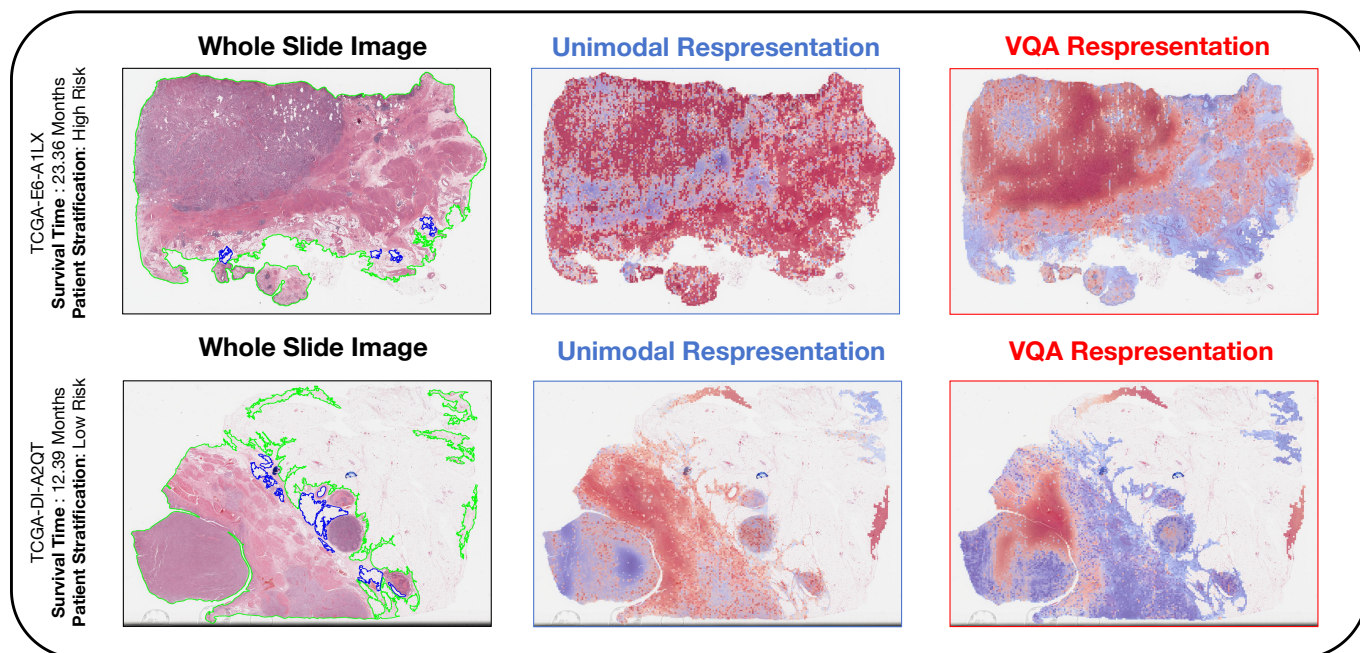 Whole Slide Image
Unimodal Respresentation
VQA Respresentation
TCGA-E6-A1LX
Survival Time : 23.36 Months
Patient Stratification: High Risk
Whole Slide Image
Unimodal Respresentation
VQA Respresentation
TCGA-DI-A2QT
Survival Time : 12.39 Months
Patient Stratification: Low Risk